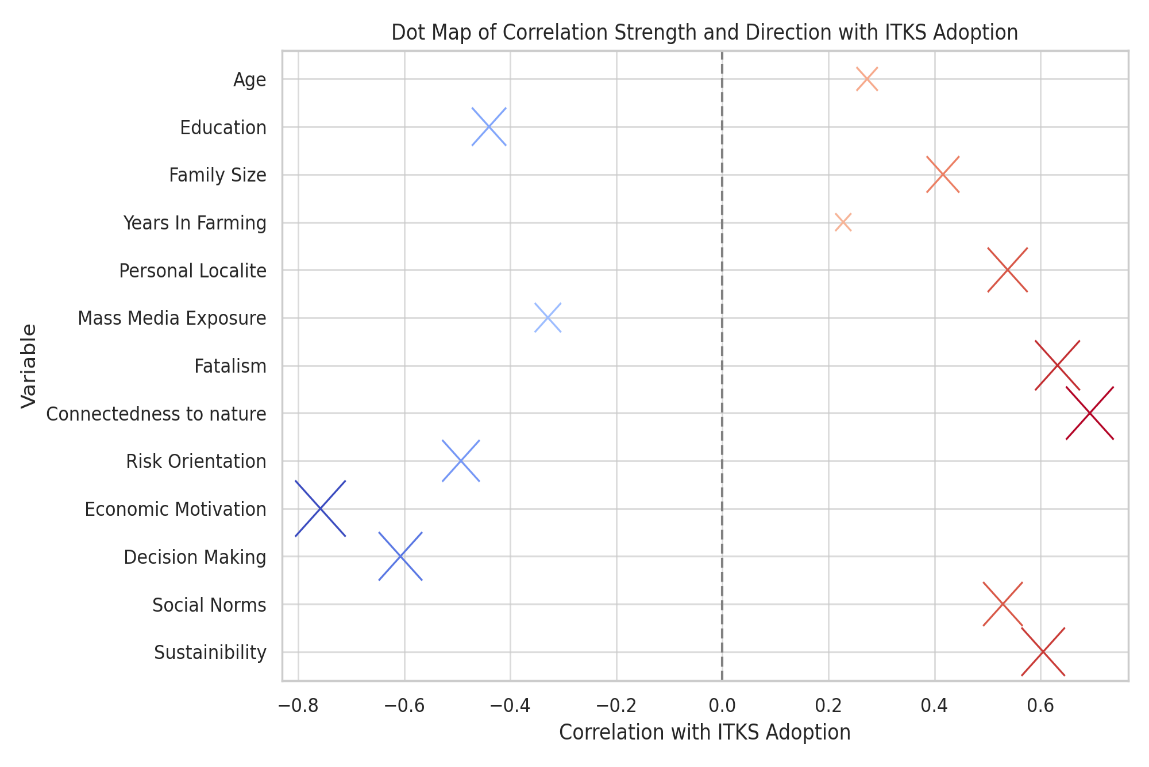 Dot Map of Correlation Strength and Direction with ITKS Adoption
Variable
Age
Education
Family Size
Years In Farming
Personal Localite
Mass Media Exposure
Fatalism
Connectedness to nature
Risk Orientation
Economic Motivation
Decision Making
Social Norms
Sustainibility
−0.8 −0.6 −0.4 −0.2 0.0 0.2 0.4 0.6
Correlation with ITKS Adoption